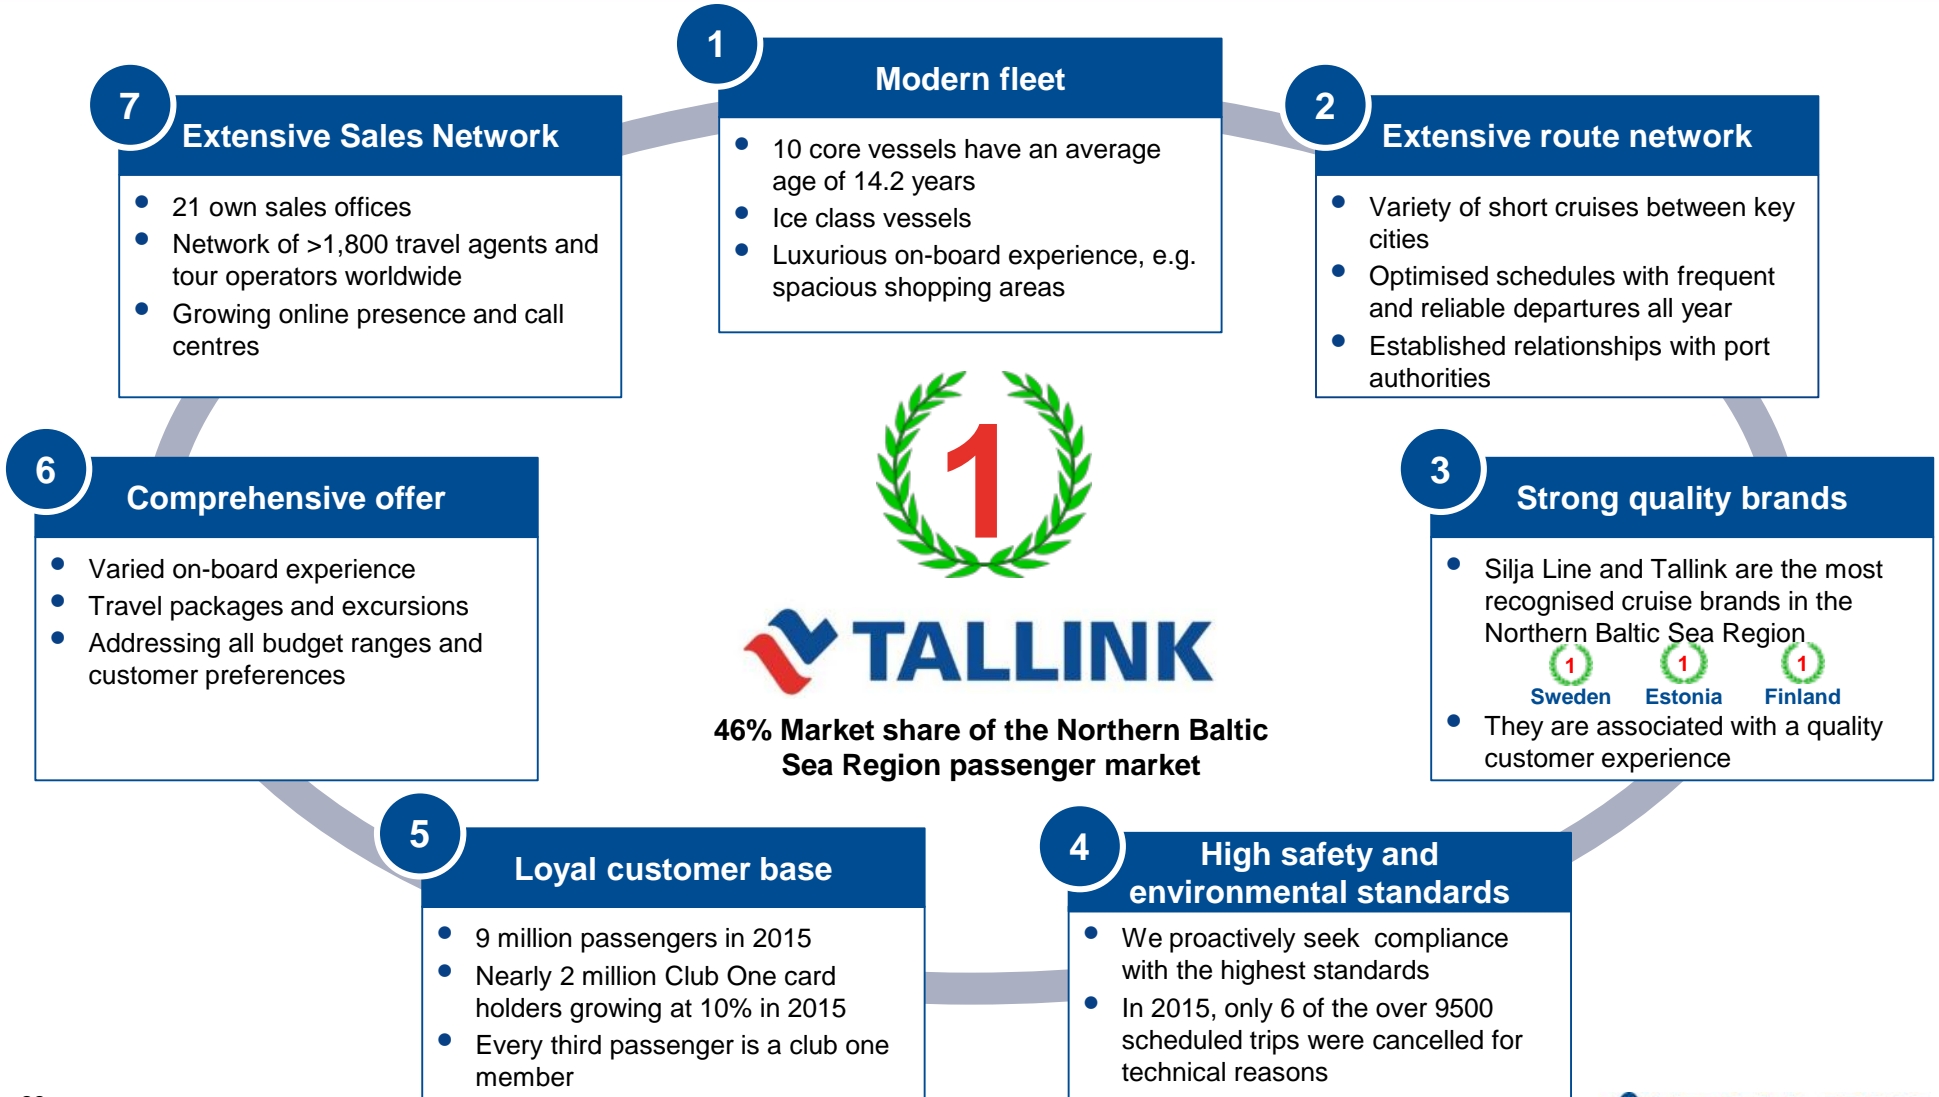 1
Modern fleet
10 core vessels have an average
age of 14.2 years
Ice class vessels
Luxurious on-board experience, e.g.
spacious shopping areas
2
Extensive route network
Variety of short cruises between key
cities
Optimised schedules with frequent
and reliable departures all year
Established relationships with port
authorities
3
Strong quality brands
Silja Line and Tallink are the most
recognised cruise brands in the
Northern Baltic Sea Region
1 1 1
Sweden Estonia Finland
They are associated with a quality
customer experience
4
High safety and
environmental standards
We proactively seek compliance
with the highest standards
In 2015, only 6 of the over 9500
scheduled trips were cancelled for
technical reasons
5
Loyal customer base
9 million passengers in 2015
Nearly 2 million Club One card
holders growing at 10% in 2015
Every third passenger is a club one
member
6
Comprehensive offer
Varied on-board experience
Travel packages and excursions
Addressing all budget ranges and
customer preferences
7
Extensive Sales Network
21 own sales offices
Network of >1,800 travel agents and
tour operators worldwide
Growing online presence and call
centres
1
TALLINK
46% Market share of the Northern Baltic
Sea Region passenger market